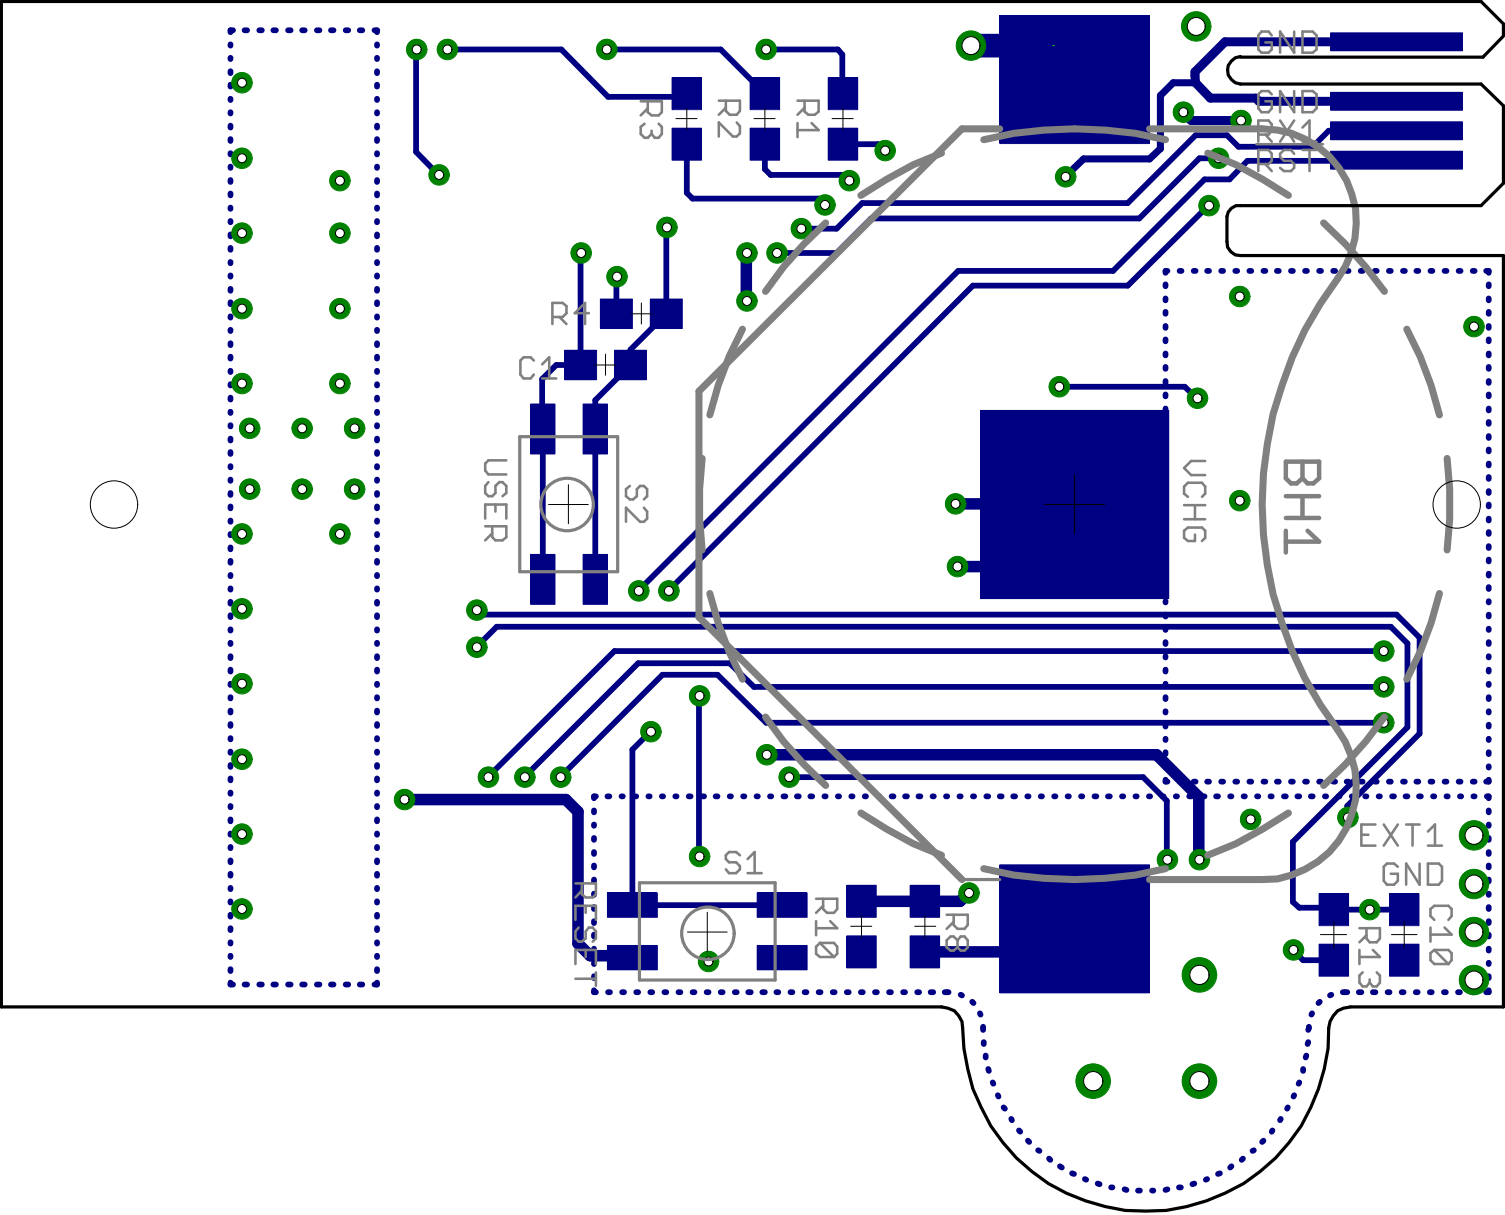 GND
GND
RX1
RST
R3
R2
R1
R4
C1
USER
S2
VCHG
BH1
S1
RESET
R10
R8
EXT1
GND
R13
C10